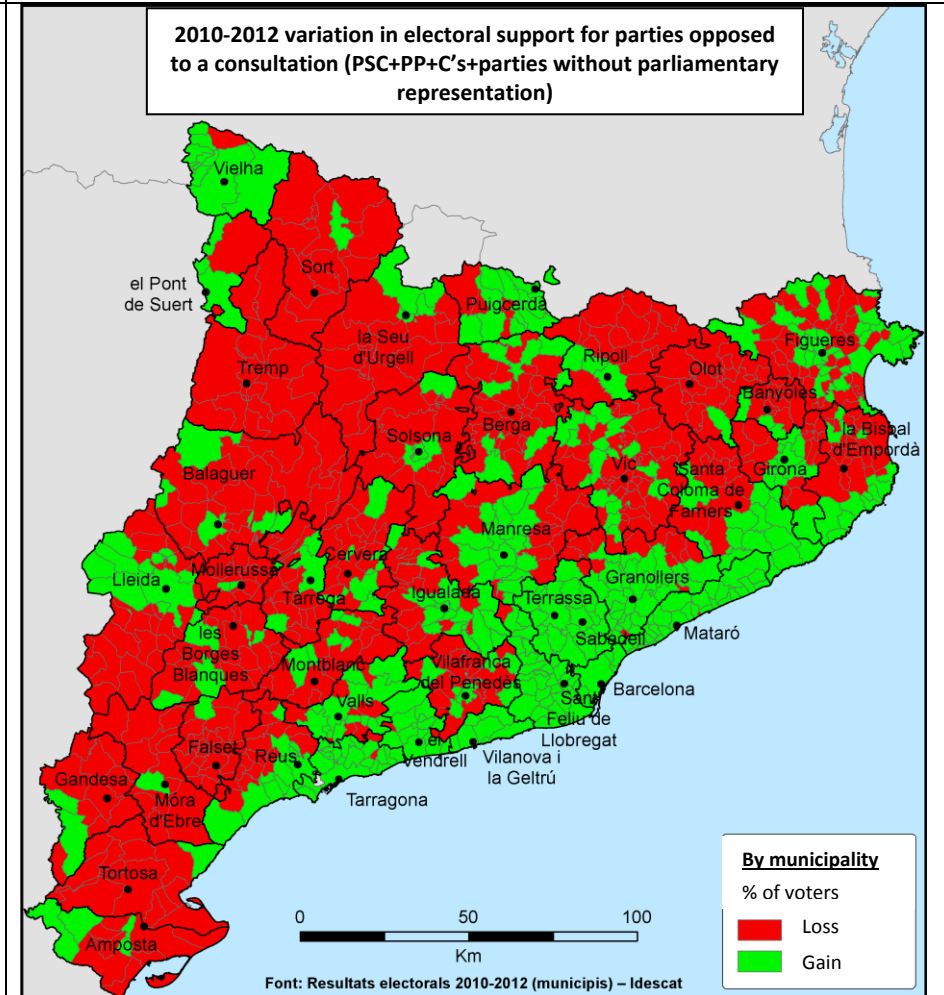 2010-2012 variation in electoral support for parties opposed
to a consultation (PSC+PP+C's+parties without parliamentary
representation)
Vielha
el Pont
de Suert
Sort
Puigcerdà
la Seu
d'Urgell
Tremp
Ripoll
Olot
Figueres
Banyoles
la Bisbal
d'Empordà
Berga
Solsona
Balaguer
Vic
Santa
Coloma de
Farners
Girona
Manresa
Cervera
Lleida
Mollerussa
Tàrrega
Igualada
Granollers
Terrassa
Sabadell
Mataró
les
Borges
Blanques
Montblanc
Vilafranca
del Penedès
Valls
Barcelona
Sant
Feliu de
Llobregat
Falset
Reus
el
Vendrell
Vilanova i
la Geltrú
Gandesa
Móra
d'Ebre
Tarragona
Tortosa
Amposta
By municipality
% of voters
Loss
Gain
0 50 100
Km
Font: Resultats electorals 2010-2012 (municipis) – Idescat